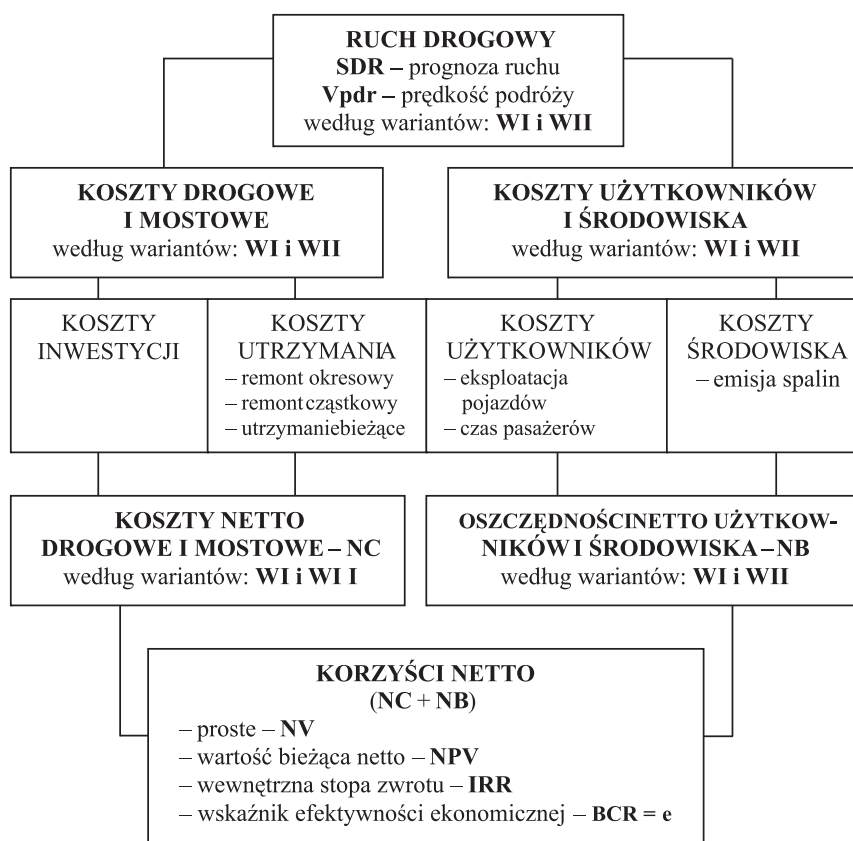 RUCH DROGOWY
SDR – prognoza ruchu
Vpdr – prędkość podróży
według wariantów: WI i WII
KOSZTY DROGOWE
I MOSTOWE
według wariantów: WI i WII
KOSZTY UŻYTKOWNIKÓW
I ŚRODOWISKA
według wariantów: WI i WII
KOSZTY
INWESTYCJI
KOSZTY
UTRZYMANIA
– remont okresowy
– remont cząstkowy
– utrzymaniebieżące
KOSZTY
UŻYTKOWNIKÓW
– eksploatacja
pojazdów
– czas pasażerów
KOSZTY
ŚRODOWISKA
– emisja spalin
KOSZTY NETTO
DROGOWE I MOSTOWE – NC
według wariantów: WI i WI I
OSZCZĘDNOŚCINETTO UŻYTKOW-
NIKÓW I ŚRODOWISKA – NB
według wariantów: WI i WII
KORZYŚCI NETTO
(NC + NB)
– proste – NV
– wartość bieżąca netto – NPV
– wewnętrzna stopa zwrotu – IRR
– wskaźnik efektywności ekonomicznej – BCR = e